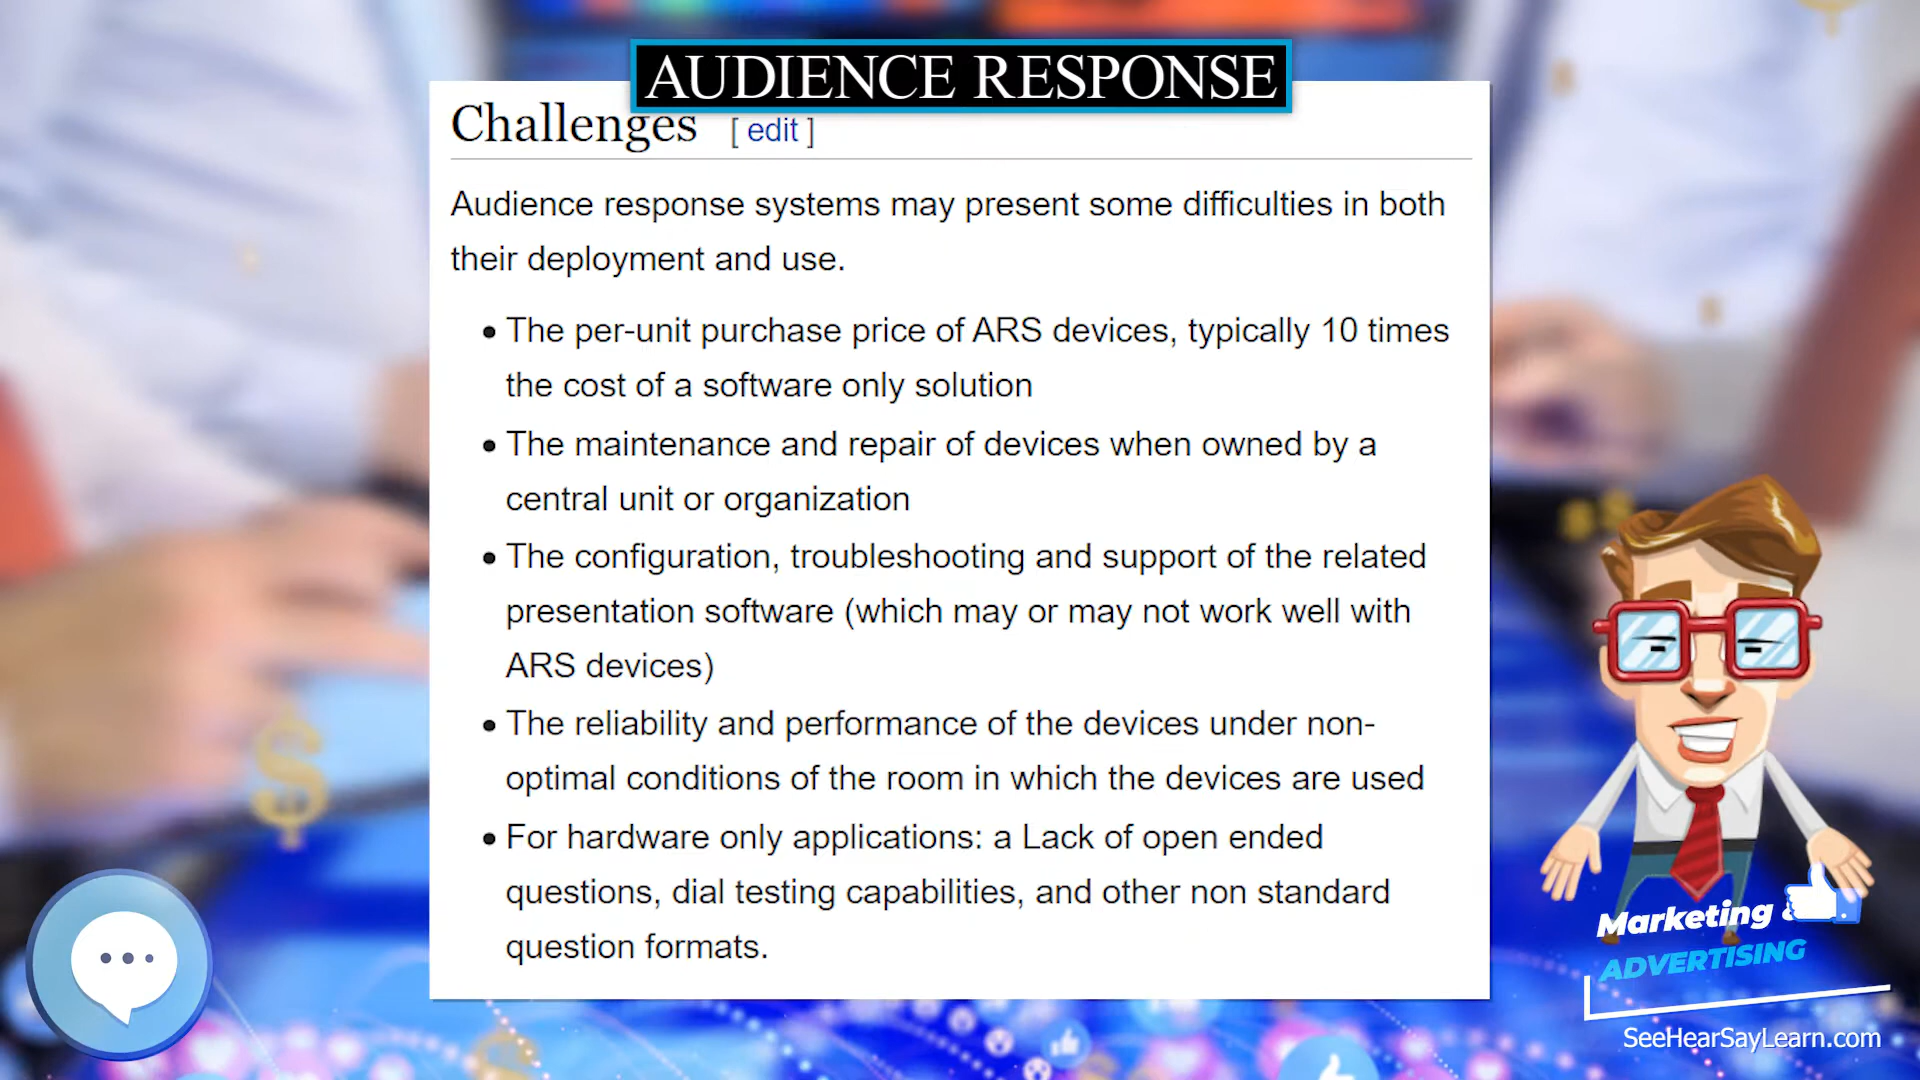 AUDIENCE RESPONSE
Challenges [ edit ]
Audience response systems may present some difficulties in both
their deployment and use.
• The per-unit purchase price of ARS devices, typically 10 times
the cost of a software only solution
• The maintenance and repair of devices when owned by a
central unit or organization
• The configuration, troubleshooting and support of the related
presentation software (which may or may not work well with
ARS devices)
• The reliability and performance of the devices under non-
optimal conditions of the room in which the devices are used
• For hardware only applications: a Lack of open ended
questions, dial testing capabilities, and other non standard
question formats.
Marketing &
ADVERTISING
SeeHearSayLearn.com